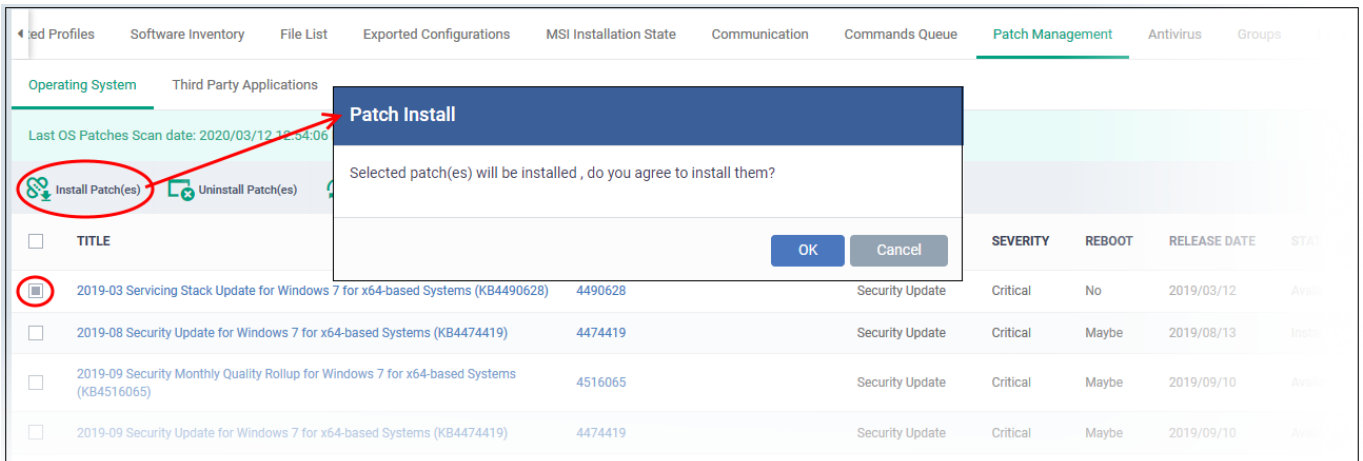 ted Profiles Software Inventory File List Exported Configurations MSI Installation State Communication Commands Queue Patch Management Antivirus Groups
Operating System Third Party Applications
Patch Install
Last OS Patches Scan date: 2020/03/12 12:54:06
Selected patch(es) will be installed , do you agree to install them?
Install Patch(es) Uninstall Patch(es)
OK Cancel
TITLE SEVERITY REBOOT RELEASE DATE STAT
2019-03 Servicing Stack Update for Windows 7 for x64-based Systems (KB4490628) 4490628 Security Update Critical No 2019/03/12
2019-08 Security Update for Windows 7 for x64-based Systems (KB4474419) 4474419 Security Update Critical Maybe 2019/08/13
2019-09 Security Monthly Quality Rollup for Windows 7 for x64-based Systems
(KB4516065) 4516065 Security Update Critical Maybe 2019/09/10
2019-09 Security Update for Windows 7 for x64-based Systems (KB4474419) 4474419 Security Update Critical Maybe 2019/09/10